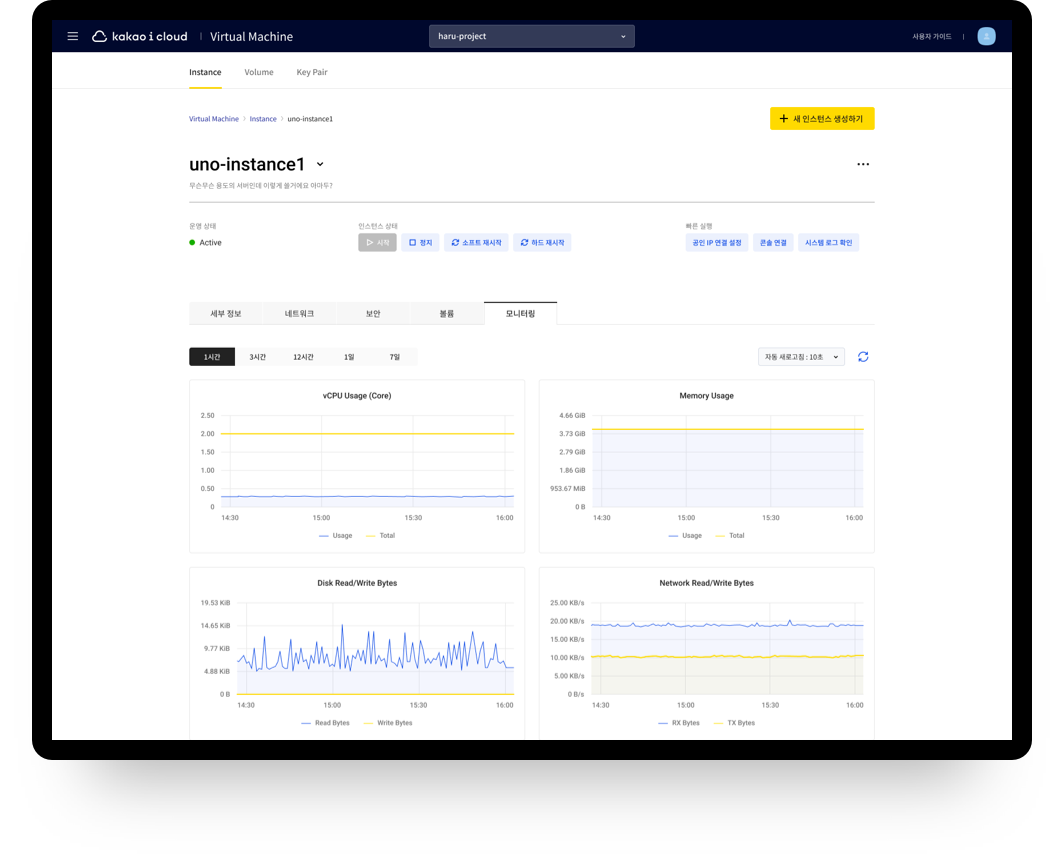 kakao i cloud | Virtual Machine
haru-project
사용자 가이드 |
Instance Volume Key Pair
Virtual Machine > Instance > uno-instance1
+ 새 인스턴스 생성하기
uno-instance1
무슨무슨 용도의 서버인데 이렇게 쓸거에요 아마두?
운영 상태
Active
인스턴스 상태
시작 정지 소프트 재시작 하드 재시작
빠른 실행
공인 IP 연결 설정 콘솔 연결 시스템 로그 확인
세부 정보 네트워크 보안 볼륨 모니터링
1시간 3시간 12시간 1일 7일
자동 새로고침 : 10초
vCPU Usage (Core)
2.50
2.00
1.50
1.00
0.50
0
14:30 15:00 15:30 16:00
Usage Total
Memory Usage
4.66 GiB
3.73 GiB
2.79 GiB
1.86 GiB
953.67 MiB
0 B
14:30 15:00 15:30 16:00
Usage Total
Disk Read/Write Bytes
19.53 KiB
14.65 KiB
9.77 KiB
4.88 KiB
0 B
14:30 15:00 15:30 16:00
Read Bytes Write Bytes
Network Read/Write Bytes
25.00 KB/s
20.00 KB/s
15.00 KB/s
10.00 KB/s
5.00 KB/s
0 B/s
14:30 15:00 15:30 16:00
RX Bytes TX Bytes